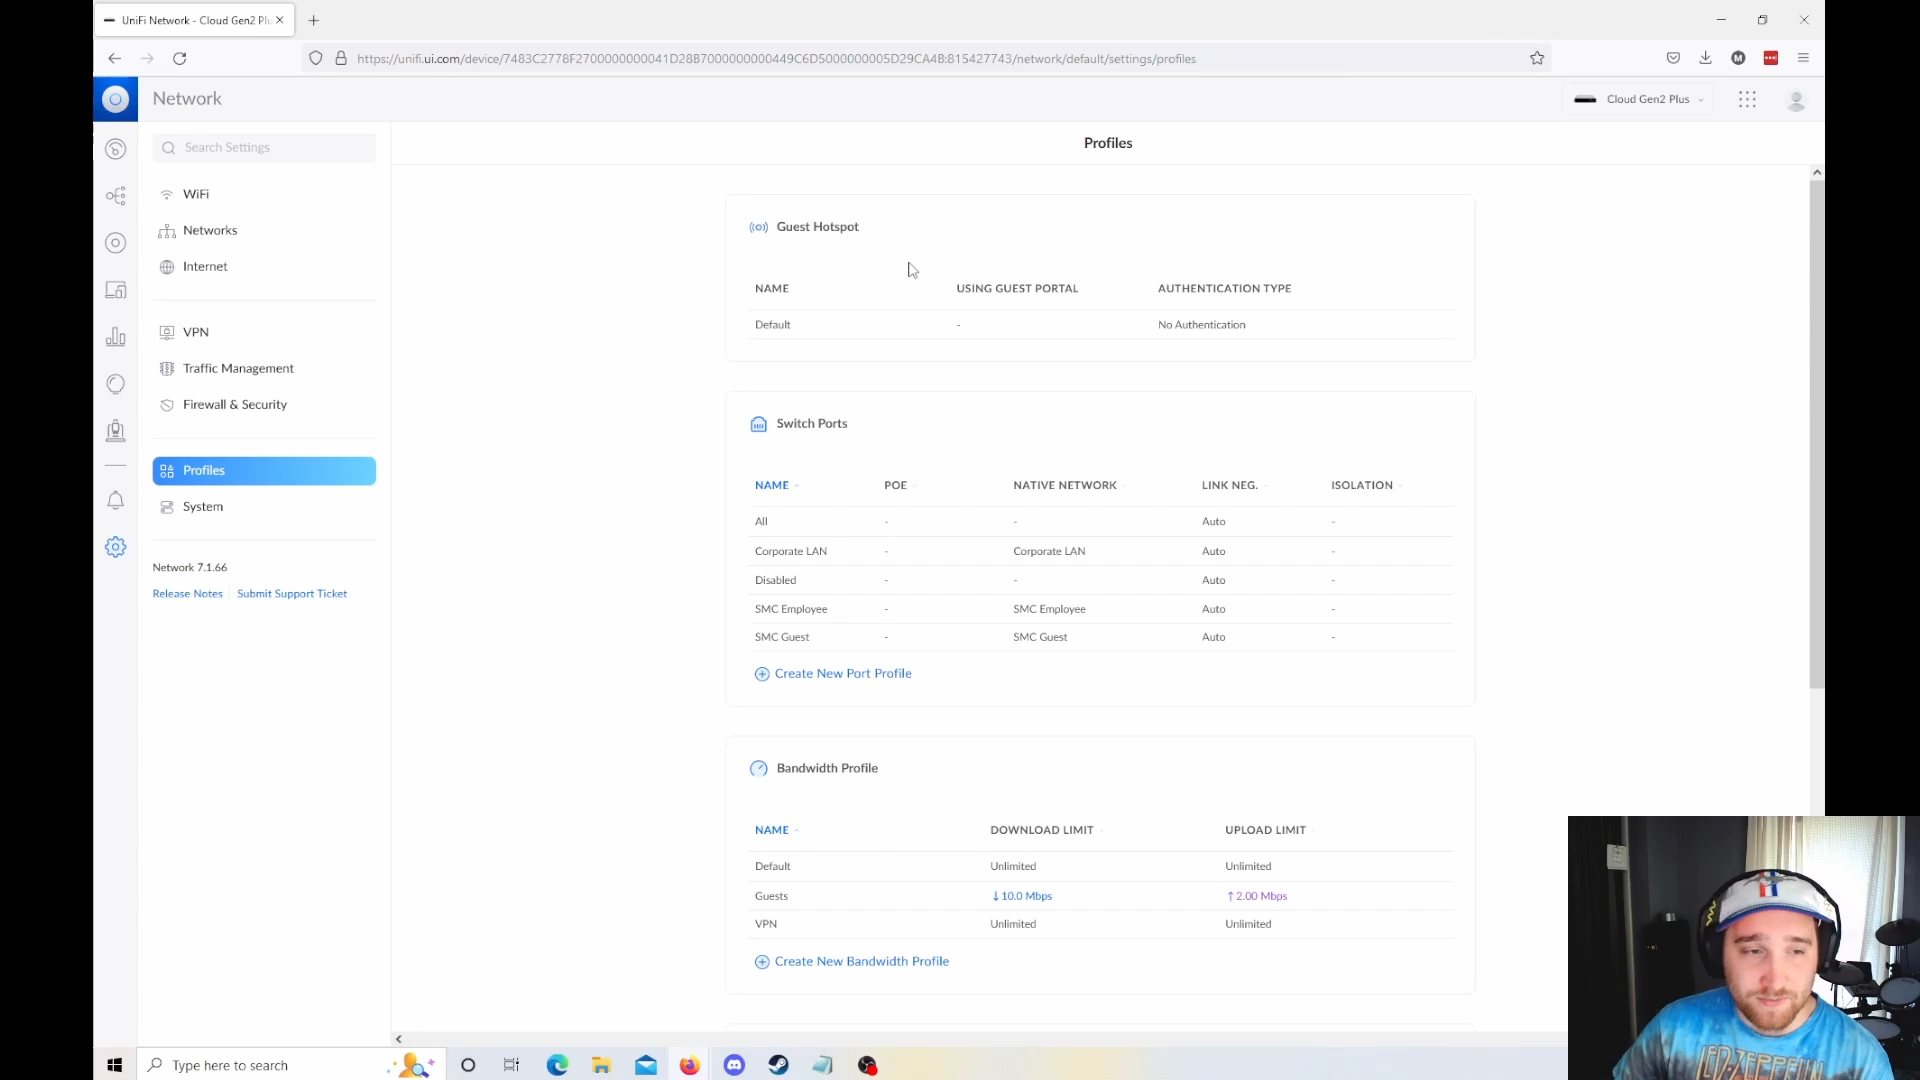 UniFi Network - Cloud Gen2 Plu
https://unifi.ui.com/device/7483C2778F2700000000041D28B7000000000449C6D5000000005D29CA4B:815427743/network/default/settings/profiles
Network
Cloud Gen2 Plus
Search Settings
WiFi
Networks
Internet
VPN
Traffic Management
Firewall & Security
Profiles
System
Network 7.1.66
Release Notes
Submit Support Ticket
Profiles
Guest Hotspot
NAME USING GUEST PORTAL AUTHENTICATION TYPE
Default - No Authentication
Switch Ports
NAME POE NATIVE NETWORK LINK NEG. ISOLATION
All - - Auto -
Corporate LAN - Corporate LAN Auto -
Disabled - - Auto -
SMC Employee - SMC Employee Auto -
SMC Guest - SMC Guest Auto -
Create New Port Profile
Bandwidth Profile
NAME DOWNLOAD LIMIT UPLOAD LIMIT
Default Unlimited Unlimited
Guests ↓10.0 Mbps ↑2.00 Mbps
VPN Unlimited Unlimited
Create New Bandwidth Profile
Type here to search
LED-ZEPPELIN